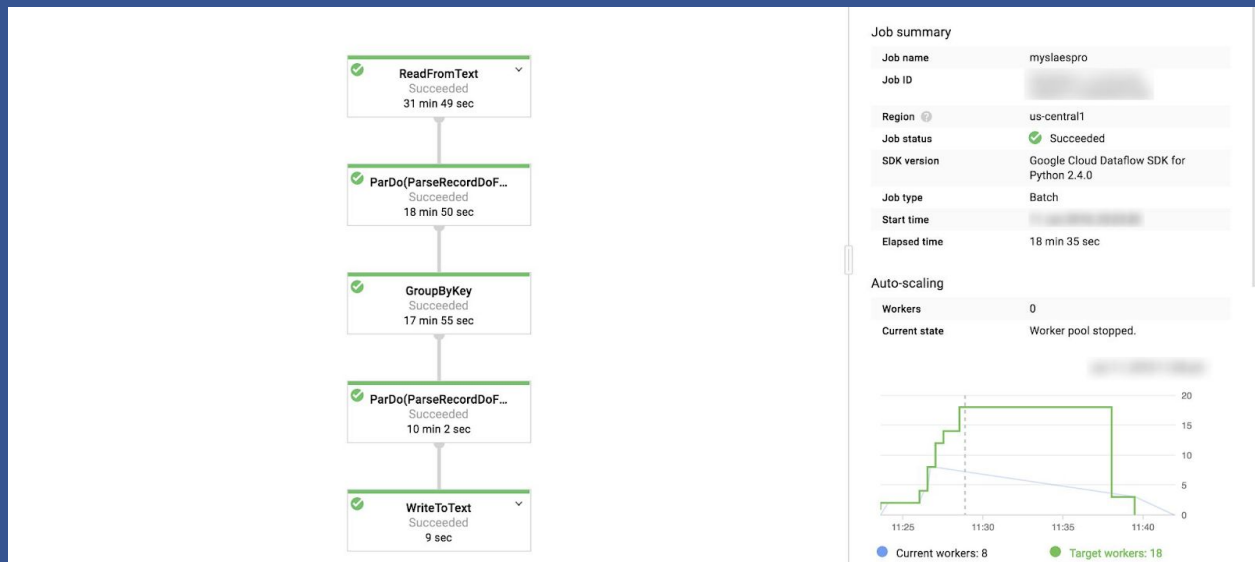 ReadFromText
Succeeded
31 min 49 sec
ParDo(ParseRecordDoF...
Succeeded
18 min 50 sec
GroupByKey
Succeeded
17 min 55 sec
ParDo(ParseRecordDoF...
Succeeded
10 min 2 sec
WriteToText
Succeeded
9 sec
Job summary
Job name myslaespro
Job ID
Region ? us-central1
Job status Succeeded
SDK version Google Cloud Dataflow SDK for
Python 2.4.0
Job type Batch
Start time
Elapsed time 18 min 35 sec
Auto-scaling
Workers 0
Current state Worker pool stopped.
20
15
10
5
0
11:25 11:30 11:35 11:40
Current workers: 8 Target workers: 18